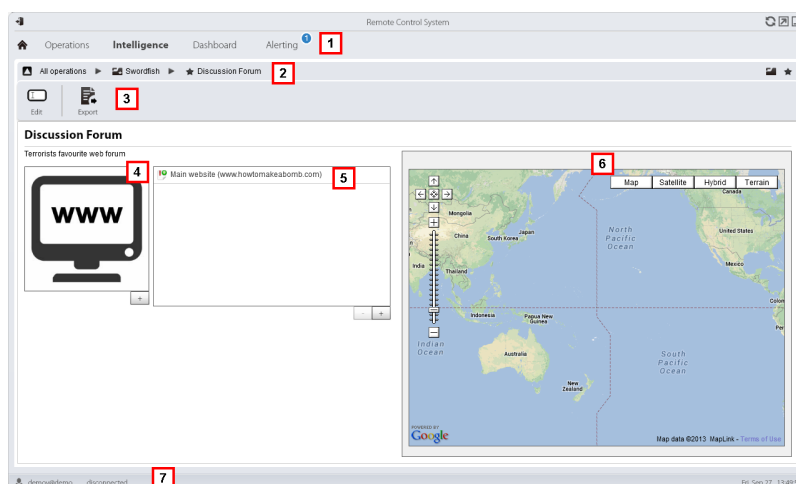 Remote Control System
Operations Intelligence Dashboard Alerting 1 1
All operations Swordfish Discussion Forum 2
3
Edit Export
Discussion Forum
Terrorists favourite web forum
4
WWW
+
Main website (www.howtomakeabomb.com) 5
- +
6
Map Satellite Hybrid Terrain
Canada
Mongolia
China South Korea Japan
North
Pacific
Ocean
United States
India Thailand
Mexico
Indonesia Papua New
Guinea
Indian
Ocean
Australia
South
Pacific
Ocean
New
Zealand
POWERED BY
Google
Map data ©2013 MapLink - Terms of Use
7
demo@demo disconnected